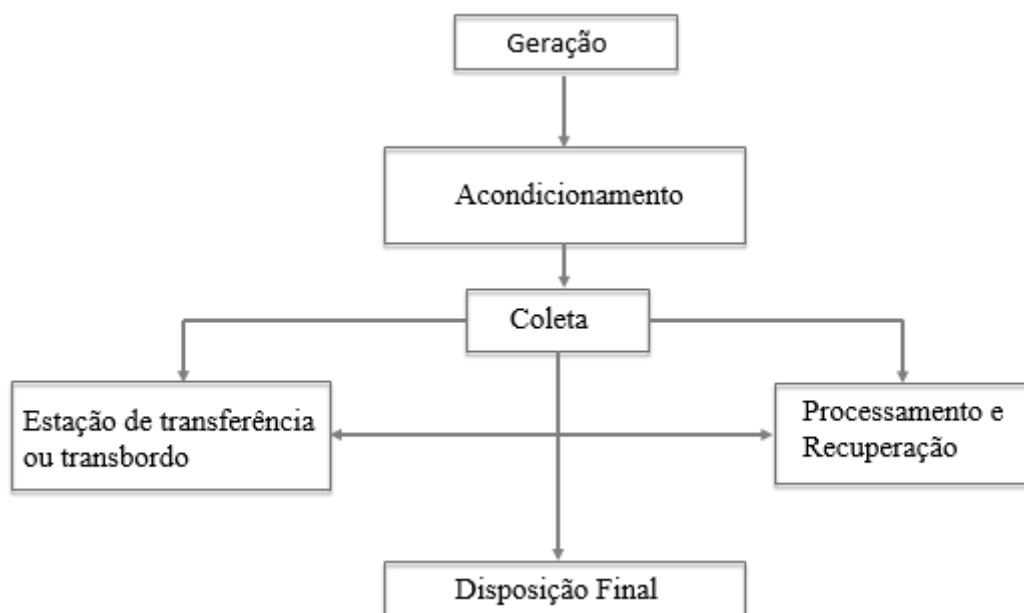 Geração
Acondicionamento
Coleta
Estação de transferência
ou transbordo
Processamento e
Recuperação
Disposição Final